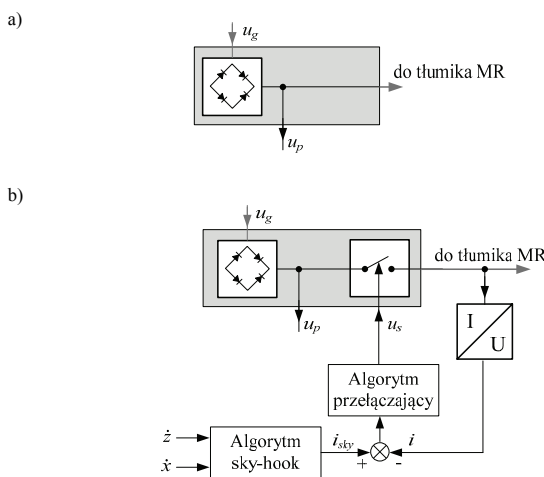 a)
u_g
do tłumika MR
u_p
b)
u_g
do tłumika MR
u_p
u_s
I
U
Algorytm
przełączający
ż
Algorytm
sky-hook
i_sky
i
ẋ
+
-